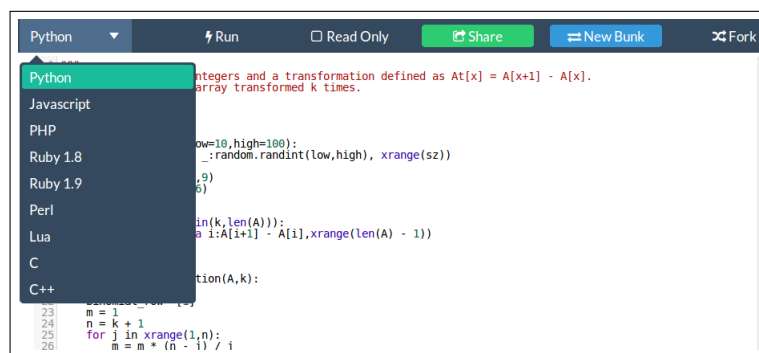 Python ▼ Run Read Only Share New Bunk Fork
Python
Javascript
PHP
Ruby 1.8
Ruby 1.9
Perl
Lua
C
C++
"""
ntegers and a transformation defined as At[x] = A[x+1] - A[x].
array transformed k times.
ow=10,high=100):
_:random.randint(low,high), xrange(sz))
,9)
6)
in(k,len(A))):
a i:A[i+1] - A[i],xrange(len(A) - 1))
tion(A,k):
23 m = 1
24 n = k + 1
25 for j in xrange(1,n):
26 m = m * (n - j) / j